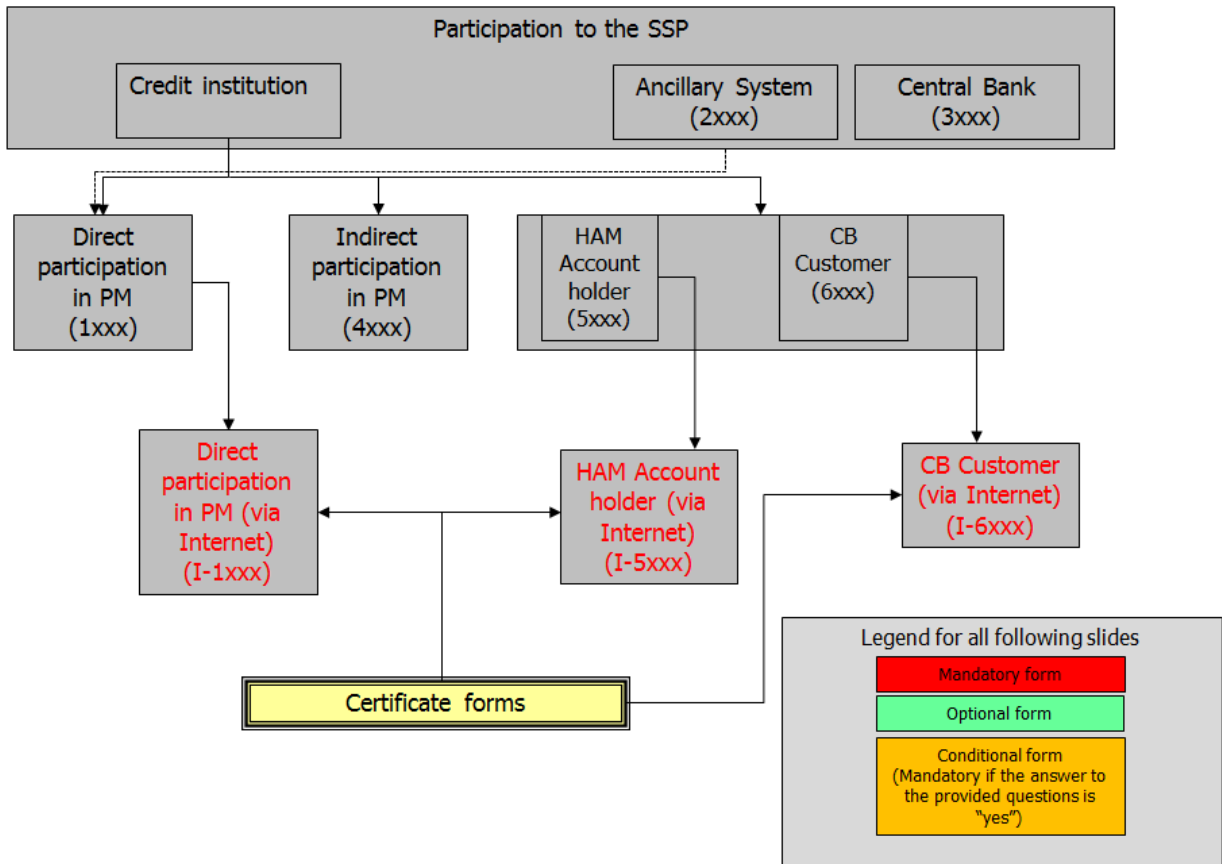 Participation to the SSP
Credit institution
Ancillary System
(2xxx)
Central Bank
(3xxx)
Direct
participation
in PM
(1xxx)
Indirect
participation
in PM
(4xxx)
HAM
Account
holder
(5xxx)
CB
Customer
(6xxx)
Direct
participation
in PM (via
Internet)
(I-1xxx)
HAM Account
holder (via
Internet)
(I-5xxx)
CB Customer
(via Internet)
(I-6xxx)
Certificate forms
Legend for all following slides
Mandatory form
Optional form
Conditional form
(Mandatory if the answer to
the provided questions is
“yes”)